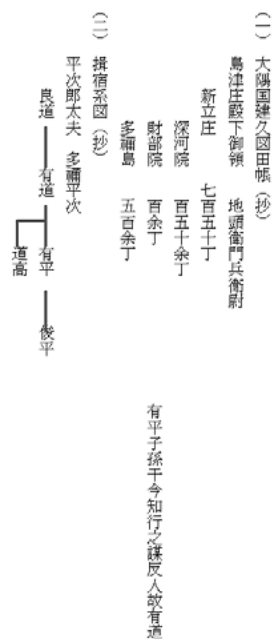 (一) 大隅国建久図田帳(抄)
島津庄殿下御領 地頭衛門兵衛尉
新立庄 七百五十丁
深河院 百五十余丁
財部院 百余丁
多禰島 五百余丁
(二) 揖宿系図(抄)
平次郎太夫 多禰平次
良道 有道 有平 俊平
道高
有平子孫于今知行之謀反人故有道